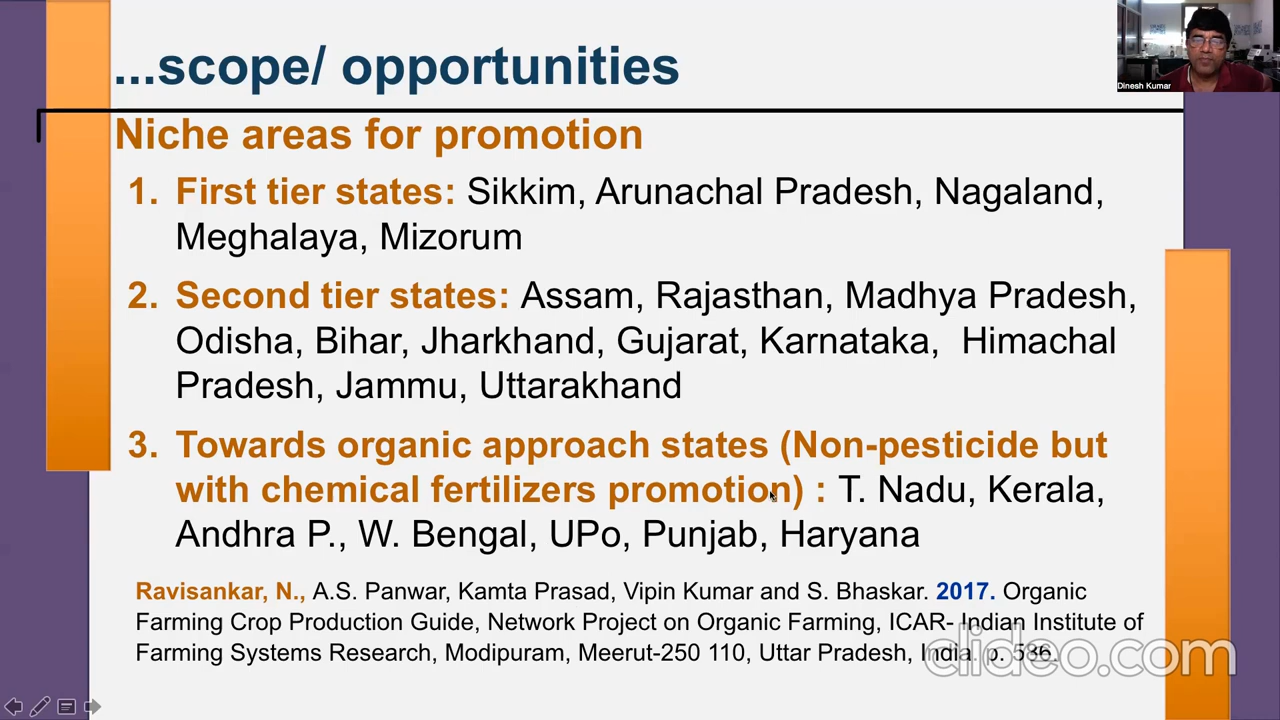 ...scope/ opportunities
Dinesh Kumar
Niche areas for promotion
1. First tier states: Sikkim, Arunachal Pradesh, Nagaland,
Meghalaya, Mizorum
2. Second tier states: Assam, Rajasthan, Madhya Pradesh,
Odisha, Bihar, Jharkhand, Gujarat, Karnataka, Himachal
Pradesh, Jammu, Uttarakhand
3. Towards organic approach states (Non-pesticide but
with chemical fertilizers promotion) : T. Nadu, Kerala,
Andhra P., W. Bengal, UPo, Punjab, Haryana
Ravisankar, N., A.S. Panwar, Kamta Prasad, Vipin Kumar and S. Bhaskar. 2017. Organic
Farming Crop Production Guide, Network Project on Organic Farming, ICAR- Indian Institute of
Farming Systems Research, Modipuram, Meerut-250 110, Uttar Pradesh, India. p. 586.
clideo.com